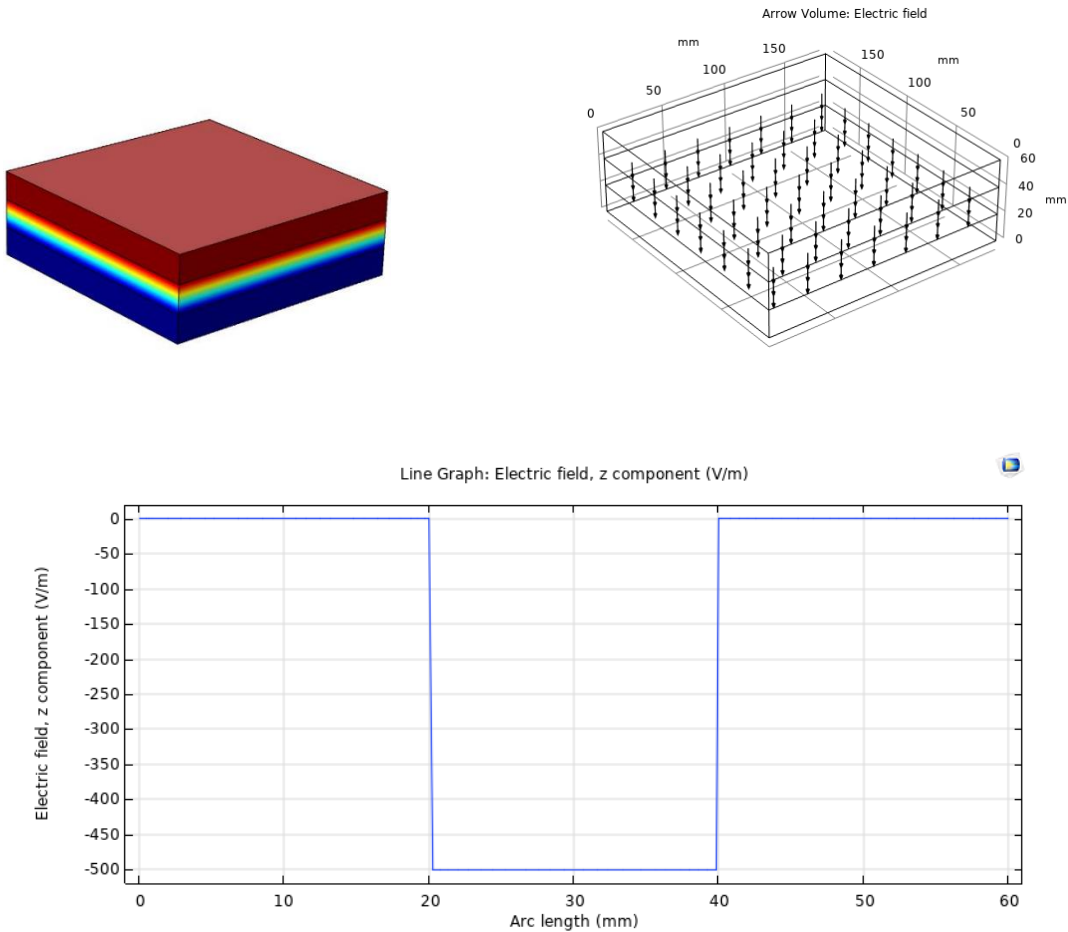 Arrow Volume: Electric field
mm
150
100
50
0
150
mm
100
50
0
60
40
mm
20
0
Line Graph: Electric field, z component (V/m)
Electric field, z component (V/m)
0
-50
-100
-150
-200
-250
-300
-350
-400
-450
-500
0 10 20 30 40 50 60
Arc length (mm)